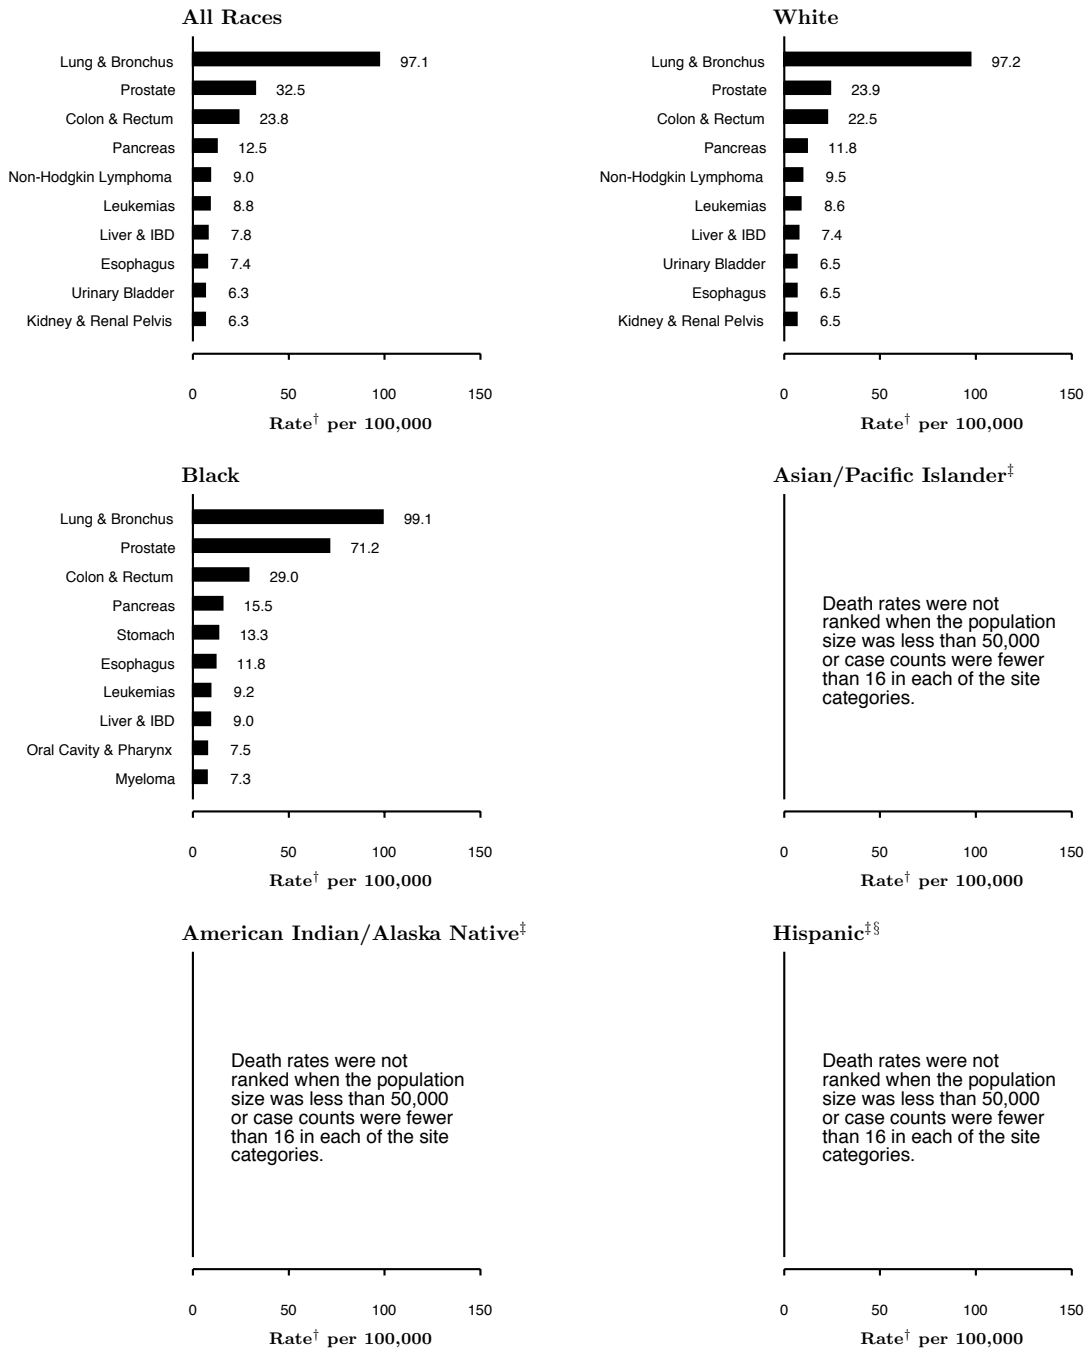 All Races
Lung & Bronchus 97.1
Prostate 32.5
Colon & Rectum 23.8
Pancreas 12.5
Non-Hodgkin Lymphoma 9.0
Leukemias 8.8
Liver & IBD 7.8
Esophagus 7.4
Urinary Bladder 6.3
Kidney & Renal Pelvis 6.3
0 50 100 150
Rate† per 100,000
White
Lung & Bronchus 97.2
Prostate 23.9
Colon & Rectum 22.5
Pancreas 11.8
Non-Hodgkin Lymphoma 9.5
Leukemias 8.6
Liver & IBD 7.4
Urinary Bladder 6.5
Esophagus 6.5
Kidney & Renal Pelvis 6.5
0 50 100 150
Rate† per 100,000
Black
Lung & Bronchus 99.1
Prostate 71.2
Colon & Rectum 29.0
Pancreas 15.5
Stomach 13.3
Esophagus 11.8
Leukemias 9.2
Liver & IBD 9.0
Oral Cavity & Pharynx 7.5
Myeloma 7.3
0 50 100 150
Rate† per 100,000
Asian/Pacific Islander‡
Death rates were not
ranked when the population
size was less than 50,000
or case counts were fewer
than 16 in each of the site
categories.
0 50 100 150
Rate† per 100,000
American Indian/Alaska Native‡
Death rates were not
ranked when the population
size was less than 50,000
or case counts were fewer
than 16 in each of the site
categories.
0 50 100 150
Rate† per 100,000
Hispanic‡§
Death rates were not
ranked when the population
size was less than 50,000
or case counts were fewer
than 16 in each of the site
categories.
0 50 100 150
Rate† per 100,000